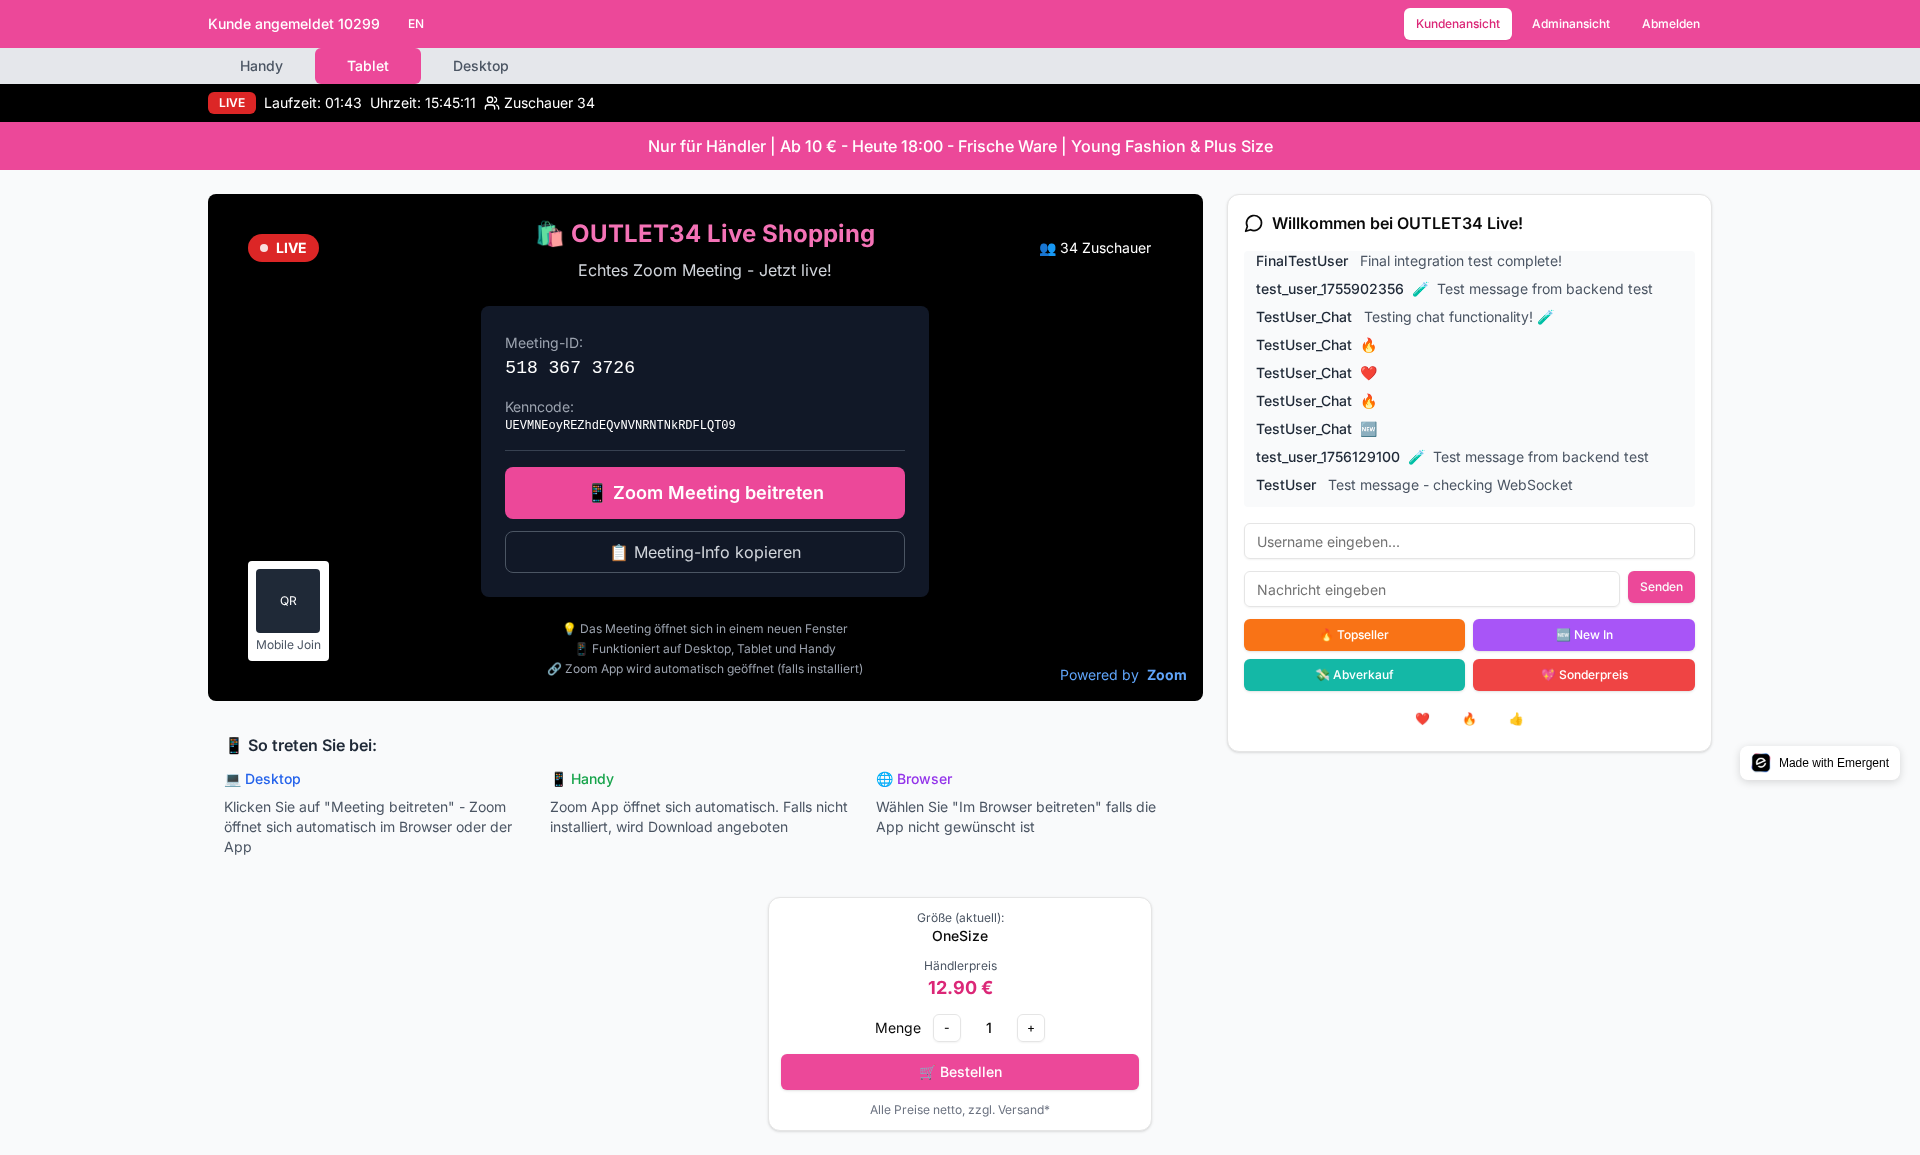 Kunde angemeldet 10299 EN Kundenansicht Adminansicht Abmelden
Handy Tablet Desktop
LIVE Laufzeit: 01:43 Uhrzeit: 15:45:11 Zuschauer 34
Nur für Händler | Ab 10 € - Heute 18:00 - Frische Ware | Young Fashion & Plus Size
LIVE
🛍️ OUTLET34 Live Shopping
👥 34 Zuschauer
Echtes Zoom Meeting - Jetzt live!
Meeting-ID:
518 367 3726
Kenncode:
UEVMNEoyREZhdEQvNVNRNTNkRDFLQT09
📱 Zoom Meeting beitreten
📋 Meeting-Info kopieren
QR
Mobile Join
💡 Das Meeting öffnet sich in einem neuen Fenster
📱 Funktioniert auf Desktop, Tablet und Handy
🔗 Zoom App wird automatisch geöffnet (falls installiert)
Powered by Zoom
Willkommen bei OUTLET34 Live!
FinalTestUser Final integration test complete!
test_user_1755902356 🧪 Test message from backend test
TestUser_Chat Testing chat functionality! 🧪
TestUser_Chat 🔥
TestUser_Chat ❤️
TestUser_Chat 🔥
TestUser_Chat 🆕
test_user_1756129100 🧪 Test message from backend test
TestUser Test message - checking WebSocket
Username eingeben...
Nachricht eingeben Senden
🔥 Topseller 🆕 New In
💸 Abverkauf 💖 Sonderpreis
❤️ 🔥 👍
📱 So treten Sie bei:
💻 Desktop
Klicken Sie auf "Meeting beitreten" - Zoom
öffnet sich automatisch im Browser oder der
App
📱 Handy
Zoom App öffnet sich automatisch. Falls nicht
installiert, wird Download angeboten
🌐 Browser
Wählen Sie "Im Browser beitreten" falls die
App nicht gewünscht ist
Made with Emergent
Größe (aktuell):
OneSize
Händlerpreis
12.90 €
Menge - 1 +
🛒 Bestellen
Alle Preise netto, zzgl. Versand*